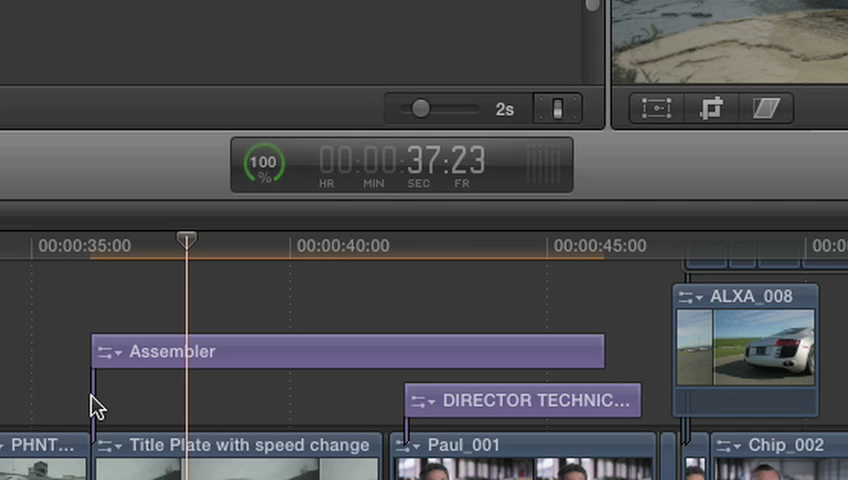 2s
100
%
00:00:37:23
HR MIN SEC FR
00:00:35:00 00:00:40:00 00:00:45:00 00:0
ALXA_008
Assembler
DIRECTOR TECHNIC...
PHNT... Title Plate with speed change Paul_001 Chip_002